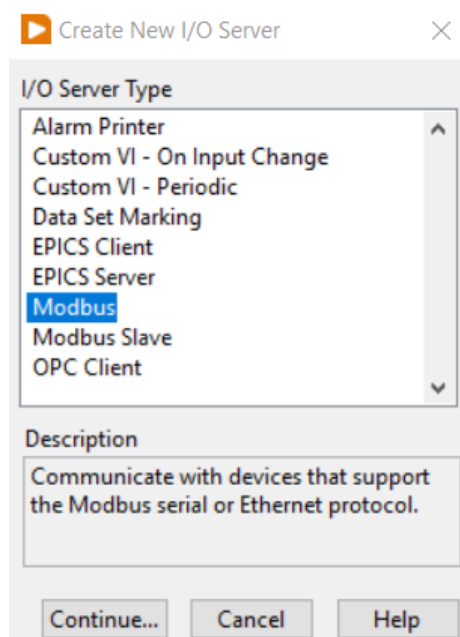 Create New I/O Server
I/O Server Type
Alarm Printer
Custom VI - On Input Change
Custom VI - Periodic
Data Set Marking
EPICS Client
EPICS Server
Modbus
Modbus Slave
OPC Client
Description
Communicate with devices that support
the Modbus serial or Ethernet protocol.
Continue... Cancel Help